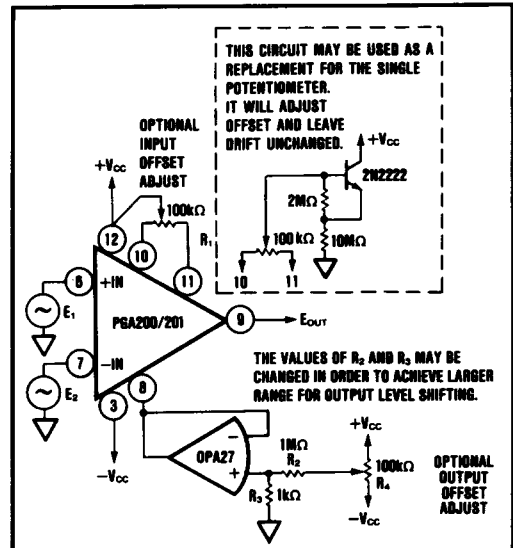 THIS CIRCUIT MAY BE USED AS A
REPLACEMENT FOR THE SINGLE
POTENTIOMETER.
IT WILL ADJUST
OFFSET AND LEAVE
DRIFT UNCHANGED.
+VCC
2N2222
2MΩ
10MΩ
100kΩ
10
11
OPTIONAL
INPUT
OFFSET
ADJUST
+VCC
100kΩ
R1
12
10
11
6
+IN
E1
PGA200/201
9
EOUT
7
−IN
E2
8
3
−VCC
THE VALUES OF R2 AND R3 MAY BE
CHANGED IN ORDER TO ACHIEVE LARGER
RANGE FOR OUTPUT LEVEL SHIFTING.
−
OPA27
+
1MΩ
R2
R3
1kΩ
+VCC
100kΩ
R4
−VCC
OPTIONAL
OUTPUT
OFFSET
ADJUST